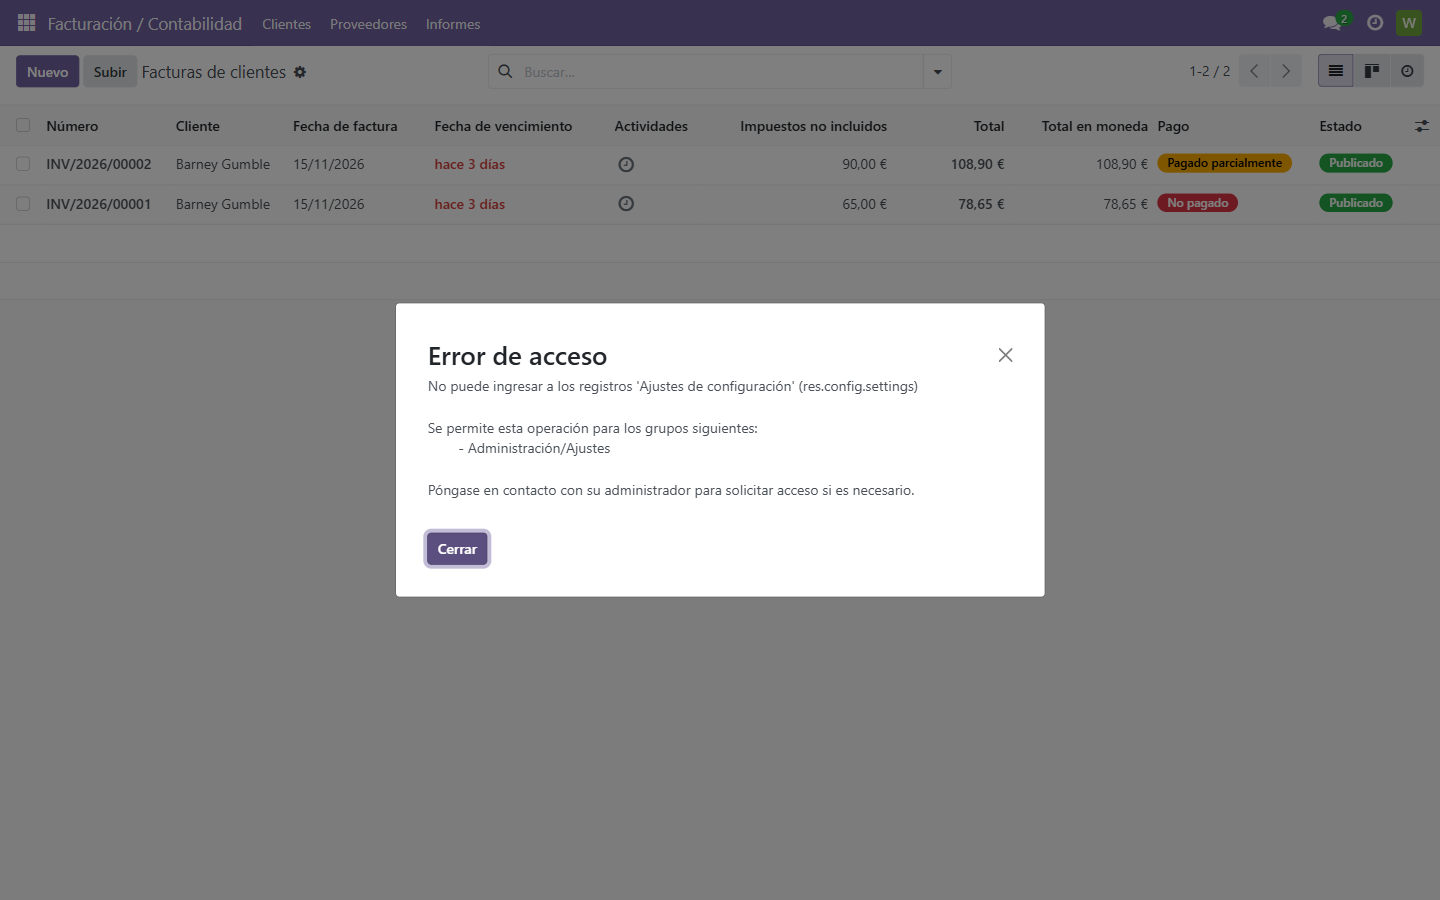 Facturación / Contabilidad Clientes Proveedores Informes 2 W
Nuevo Subir Facturas de clientes Buscar... 1-2 / 2
Número Cliente Fecha de factura Fecha de vencimiento Actividades Impuestos no incluidos Total Total en moneda Pago Estado
INV/2026/00002 Barney Gumble 15/11/2026 hace 3 días 90,00 € 108,90 € 108,90 € Pagado parcialmente Publicado
INV/2026/00001 Barney Gumble 15/11/2026 hace 3 días 65,00 € 78,65 € 78,65 € No pagado Publicado
Error de acceso
No puede ingresar a los registros 'Ajustes de configuración' (res.config.settings)
Se permite esta operación para los grupos siguientes:
- Administración/Ajustes
Póngase en contacto con su administrador para solicitar acceso si es necesario.
Cerrar